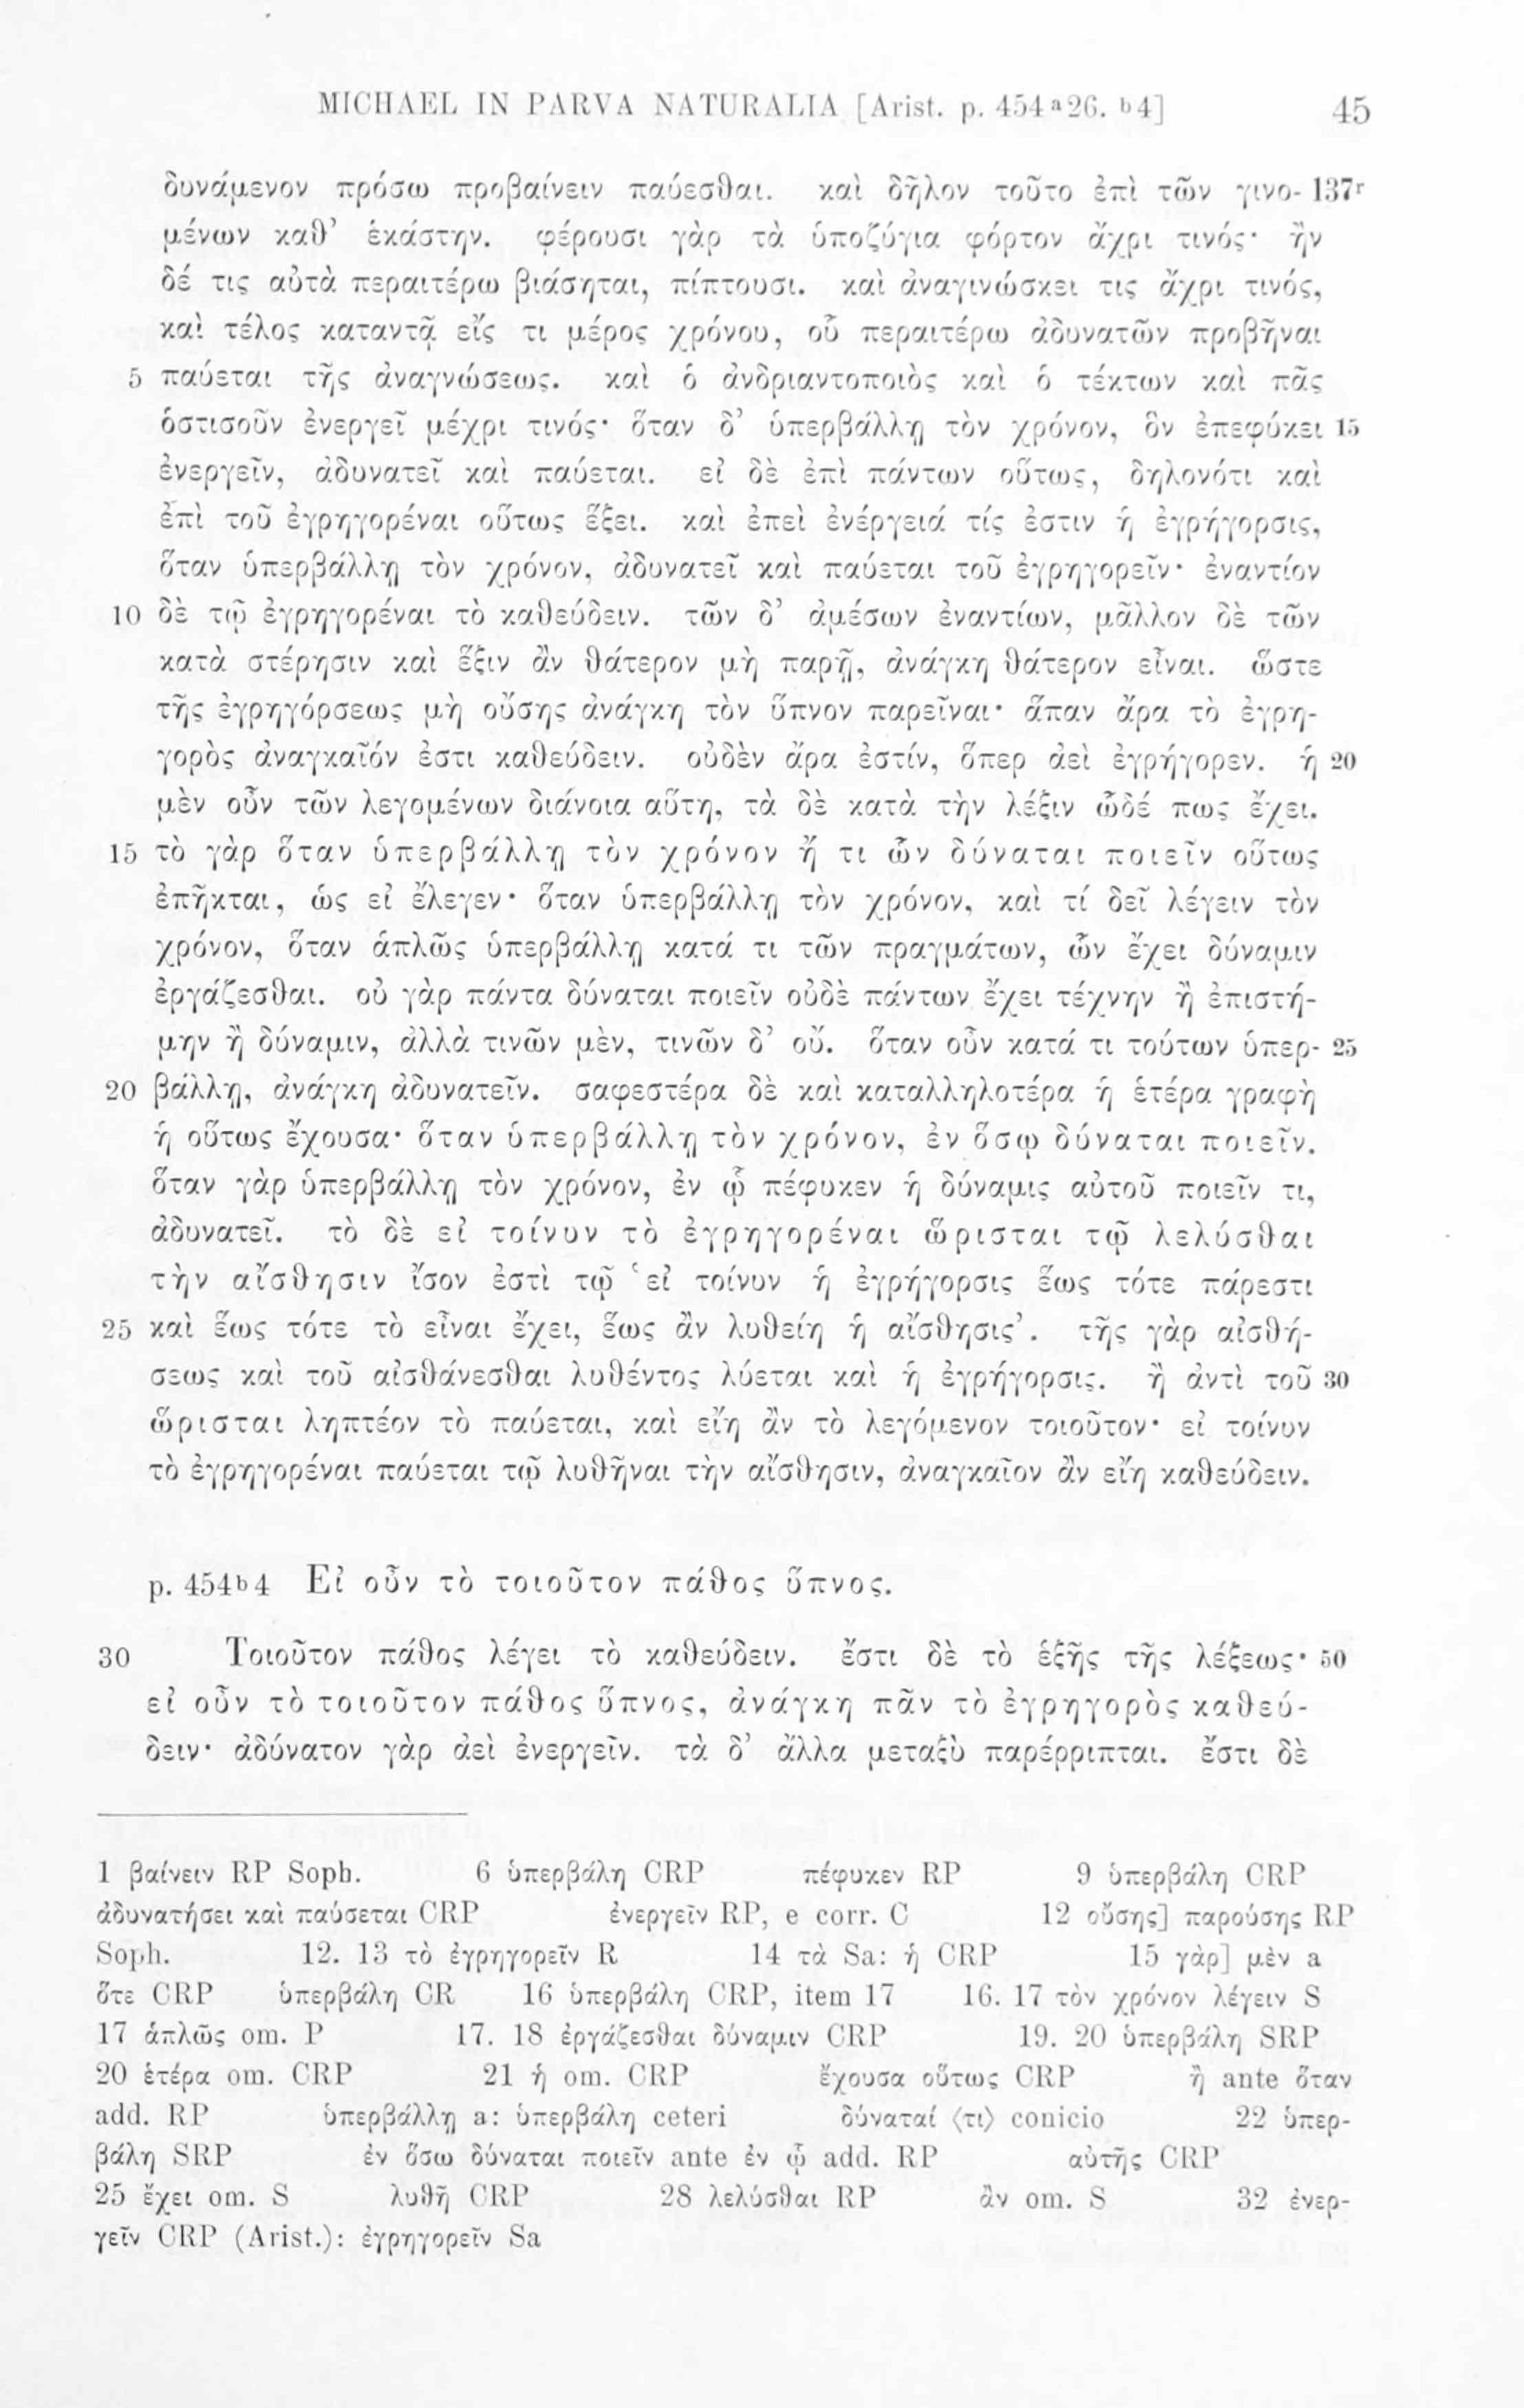 MICHAEL IN PARVA NATURALIA [Arist. p. 454ᵃ26. ᵇ4] 45
δυνάμενον πρόσω προβαίνειν παύεσθαι. καὶ δῆλον τοῦτο ἐπὶ τῶν γινο- 137ʳ
μένων καθ’ ἑκάστην. φέρουσι γὰρ τὰ ὑποζύγια φόρτον ἄχρι τινός· ἢν
δέ τις αὐτὰ περαιτέρω βιάσηται, πίπτουσι. καὶ ἀναγινώσκει τις ἄχρι τινός,
καὶ τέλος καταντᾷ εἴς τι μέρος χρόνου, οὗ περαιτέρω ἀδυνατῶν προβῆναι
5 παύεται τῆς ἀναγνώσεως. καὶ ὁ ἀνδριαντοποιὸς καὶ ὁ τέκτων καὶ πᾶς
ὁστισοῦν ἐνεργεῖ μέχρι τινός· ὅταν δ’ ὑπερβάλλῃ τὸν χρόνον, ὃν ἐπεφύκει 15
ἐνεργεῖν, ἀδυνατεῖ καὶ παύεται. εἰ δὲ ἐπὶ πάντων οὕτως, δηλονότι καὶ
ἐπὶ τοῦ ἐγρηγορέναι οὕτως ἕξει. καὶ ἐπεὶ ἐνέργειά τίς ἐστιν ἡ ἐγρήγορσις,
ὅταν ὑπερβάλλῃ τὸν χρόνον, ἀδυνατεῖ καὶ παύεται τοῦ ἐγρηγορεῖν· ἐναντίον
10 δὲ τῷ ἐγρηγορέναι τὸ καθεύδειν. τῶν δ’ ἀμέσων ἐναντίων, μᾶλλον δὲ τῶν
κατὰ στέρησιν καὶ ἕξιν ἂν θάτερον μὴ παρῇ, ἀνάγκη θάτερον εἶναι. ὥστε
τῆς ἐγρηγόρσεως μὴ οὔσης ἀνάγκη τὸν ὕπνον παρεῖναι· ἅπαν ἄρα τὸ ἐγρη-
γορὸς ἀναγκαῖόν ἐστι καθεύδειν. οὐδὲν ἄρα ἐστίν, ὅπερ ἀεὶ ἐγρήγορεν. ἡ 20
μὲν οὖν τῶν λεγομένων διάνοια αὕτη, τὰ δὲ κατὰ τὴν λέξιν ὧδέ πως ἔχει.
15 τὸ γὰρ ὅταν ὑπερβάλλῃ τὸν χρόνον ἤ τι ὧν δύναται ποιεῖν οὕτως
ἐπῆκται, ὡς εἰ ἔλεγεν· ὅταν ὑπερβάλλῃ τὸν χρόνον, καὶ τί δεῖ λέγειν τὸν
χρόνον, ὅταν ἁπλῶς ὑπερβάλλῃ κατά τι τῶν πραγμάτων, ὧν ἔχει δύναμιν
ἐργάζεσθαι. οὐ γὰρ πάντα δύναται ποιεῖν οὐδὲ πάντων ἔχει τέχνην ἢ ἐπιστή-
μην ἢ δύναμιν, ἀλλὰ τινῶν μὲν, τινῶν δ’ οὔ. ὅταν οὖν κατά τι τούτων ὑπερ- 25
20 βάλλῃ, ἀνάγκη ἀδυνατεῖν. σαφεστέρα δὲ καὶ καταλληλοτέρα ἡ ἑτέρα γραφὴ
ἡ οὕτως ἔχουσα· ὅταν ὑπερβάλλῃ τὸν χρόνον, ἐν ὅσῳ δύναται ποιεῖν.
ὅταν γὰρ ὑπερβάλλῃ τὸν χρόνον, ἐν ᾧ πέφυκεν ἡ δύναμις αὐτοῦ ποιεῖν τι,
ἀδυνατεῖ. τὸ δὲ εἰ τοίνυν τὸ ἐγρηγορέναι ὥρισται τῷ λελύσθαι
τὴν αἴσθησιν ἴσον ἐστὶ τῷ ‘εἰ τοίνυν ἡ ἐγρήγορσις ἕως τότε πάρεστι
25 καὶ ἕως τότε τὸ εἶναι ἔχει, ἕως ἂν λυθείη ἡ αἴσθησις’. τῆς γὰρ αἰσθή-
σεως καὶ τοῦ αἰσθάνεσθαι λυθέντος λύεται καὶ ἡ ἐγρήγορσις. ἢ ἀντὶ τοῦ 30
ὥρισται ληπτέον τὸ παύεται, καὶ εἴη ἂν τὸ λεγόμενον τοιοῦτον· εἰ τοίνυν
τὸ ἐγρηγορέναι παύεται τῷ λυθῆναι τὴν αἴσθησιν, ἀναγκαῖον ἂν εἴη καθεύδειν.
p. 454ᵇ4 Εἰ οὖν τὸ τοιοῦτον πάθος ὕπνος.
30 Τοιοῦτον πάθος λέγει τὸ καθεύδειν. ἔστι δὲ τὸ ἑξῆς τῆς λέξεως· 50
εἰ οὖν τὸ τοιοῦτον πάθος ὕπνος, ἀνάγκη πᾶν τὸ ἐγρηγορὸς καθεύ-
δειν· ἀδύνατον γὰρ ἀεὶ ἐνεργεῖν. τὰ δ’ ἄλλα μεταξὺ παρέρριπται. ἔστι δὲ
1 βαίνειν RP Soph. 6 ὑπερβάλη CRP πέφυκεν RP 9 ὑπερβάλη CRP
ἀδυνατήσει καὶ παύσεται CRP ἐνεργεῖν RP, e corr. C 12 οὔσης] παρούσης RP
Soph. 12. 13 τὸ ἐγρηγορεῖν R 14 τὰ Sa: ἡ CRP 15 γὰρ] μὲν a
ὅτε CRP ὑπερβάλη CR 16 ὑπερβάλη CRP, item 17 16. 17 τὸν χρόνον λέγειν S
17 ἁπλῶς om. P 17. 18 ἐργάζεσθαι δύναμιν CRP 19. 20 ὑπερβάλη SRP
20 ἑτέρα om. CRP 21 ἡ om. CRP ἔχουσα οὕτως CRP ἢ ante ὅταν
add. RP ὑπερβάλλῃ a: ὑπερβάλη ceteri δύναταί ⟨τι⟩ conicio 22 ὑπερ-
βάλη SRP ἐν ὅσω δύναται ποιεῖν ante ἐν ᾧ add. RP αὐτῆς CRP
25 ἔχει om. S λυθῆ CRP 28 λελύσθαι RP ἂν om. S 32 ἐνερ-
γεῖν CRP (Arist.): ἐγρηγορεῖν Sa